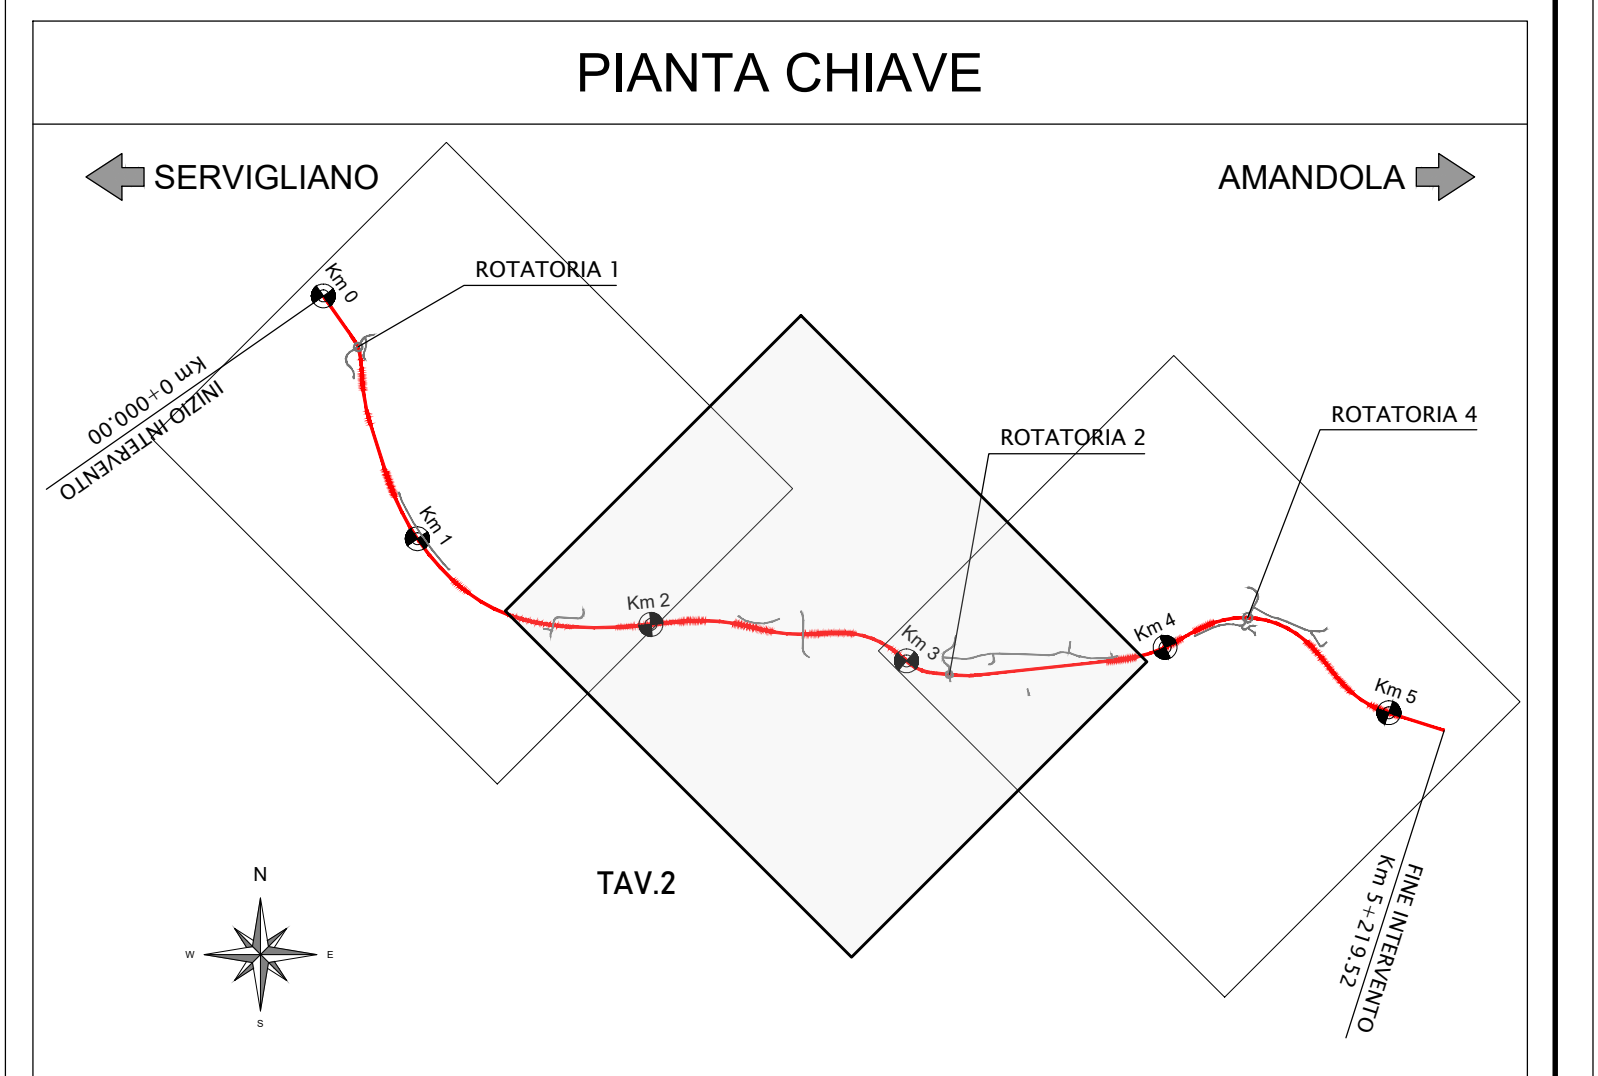 PIANTA CHIAVE
SERVIGLIANO
AMANDOLA
Km 0
ROTATORIA 1
Km 0+000.00
INIZIO INTERVENTO
ROTATORIA 4
ROTATORIA 2
Km 1
Km 2
Km 3
Km 4
Km 5
TAV.2
FINE INTERVENTO
Km 5+219.52
N
W
E
S